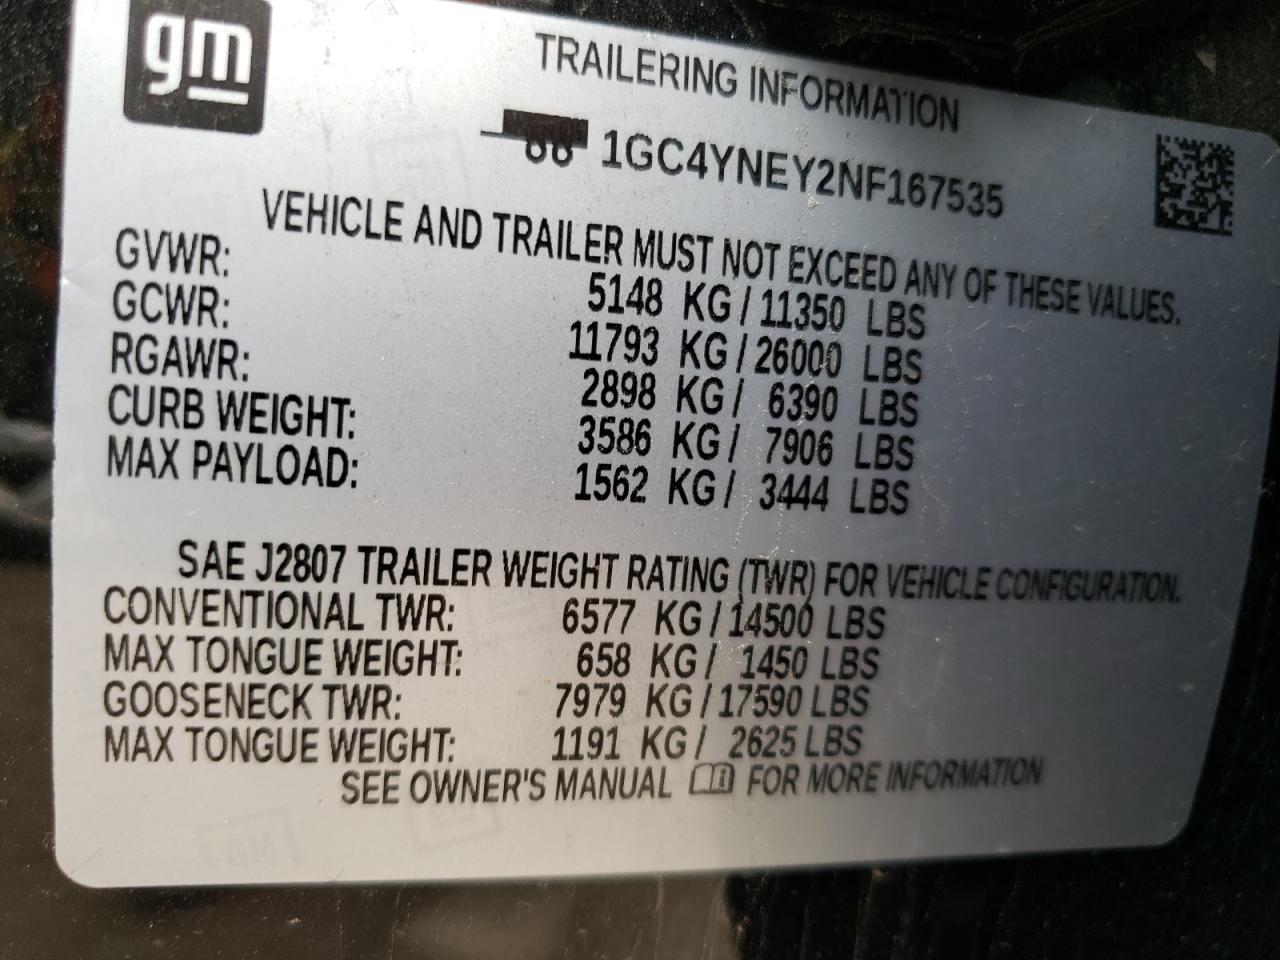 gm
TRAILERING INFORMATION
1GC4YNEY2NF167535
VEHICLE AND TRAILER MUST NOT EXCEED ANY OF THESE VALUES.
GVWR: 5148 KG/11350 LBS
GCWR: 11793 KG/26000 LBS
RGAWR: 2898 KG/ 6390 LBS
CURB WEIGHT: 3586 KG/ 7906 LBS
MAX PAYLOAD: 1562 KG/ 3444 LBS
SAE J2807 TRAILER WEIGHT RATING (TWR) FOR VEHICLE CONFIGURATION.
CONVENTIONAL TWR: 6577 KG/14500 LBS
MAX TONGUE WEIGHT: 658 KG/ 1450 LBS
GOOSENECK TWR: 7979 KG/17590 LBS
MAX TONGUE WEIGHT: 1191 KG/ 2625 LBS
SEE OWNER'S MANUAL FOR MORE INFORMATION